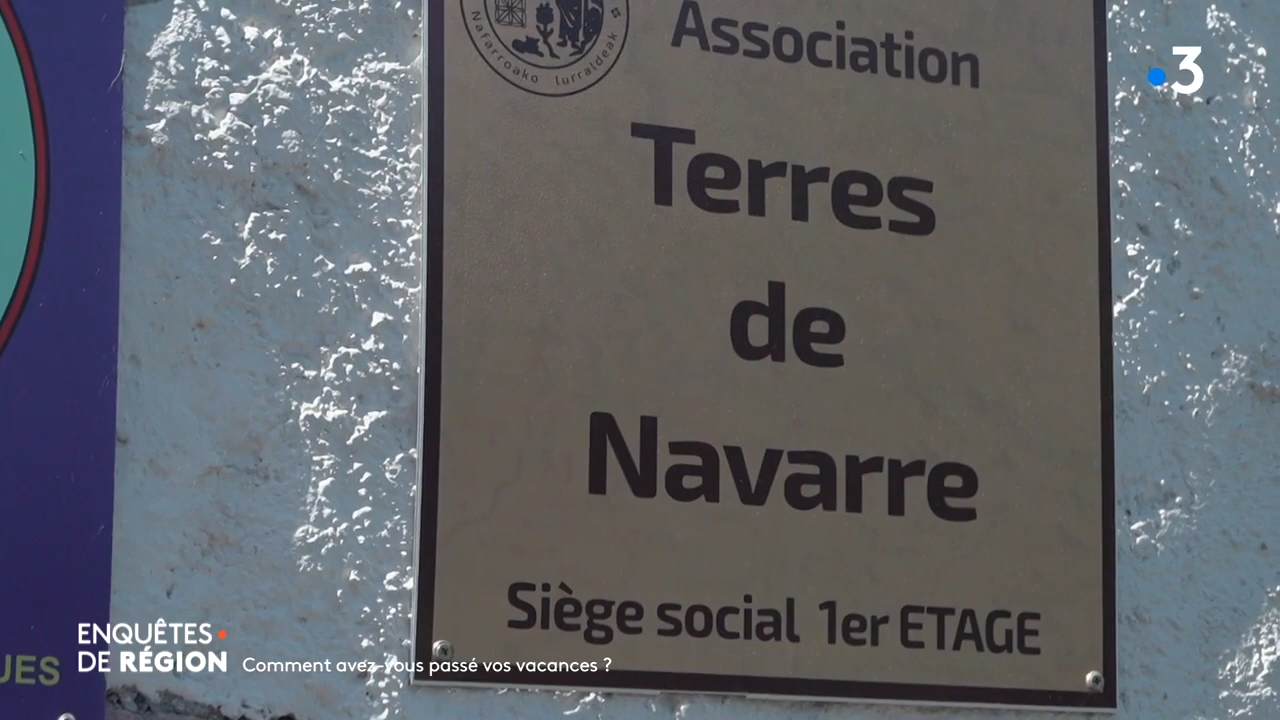 Nafarroako lurraldeak
Association
Terres
de
Navarre
Siège social 1er ETAGE
3
UES
ENQUÊTES
DE RÉGION
Comment avez-vous passé vos vacances ?